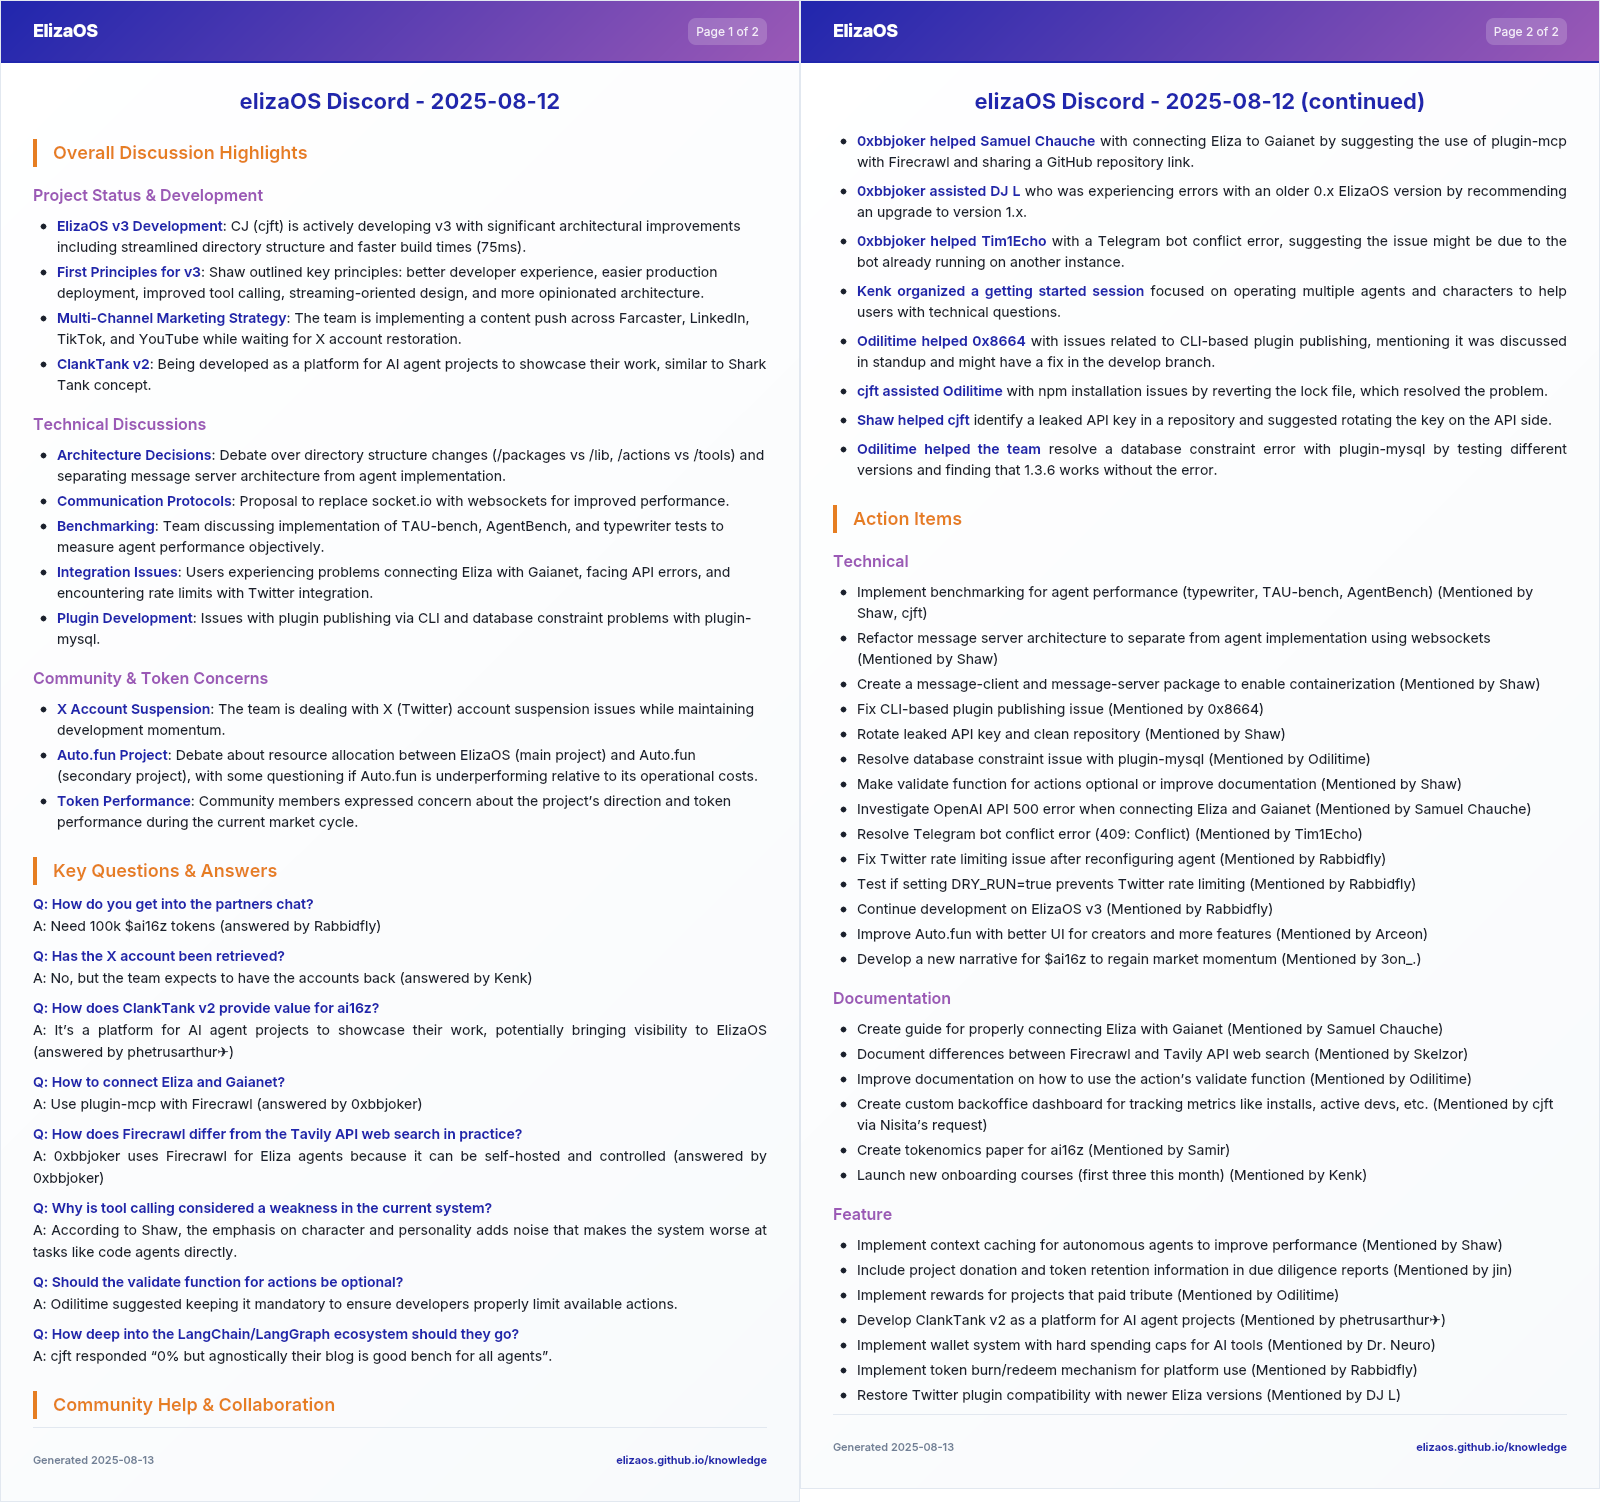 ElizaOS
Page 1 of 2
elizaOS Discord - 2025-08-12
Overall Discussion Highlights
Project Status & Development
• ElizaOS v3 Development: CJ (cjft) is actively developing v3 with significant architectural improvements
including streamlined directory structure and faster build times (75ms).
• First Principles for v3: Shaw outlined key principles: better developer experience, easier production
deployment, improved tool calling, streaming-oriented design, and more opinionated architecture.
• Multi-Channel Marketing Strategy: The team is implementing a content push across Farcaster, LinkedIn,
TikTok, and YouTube while waiting for X account restoration.
• ClankTank v2: Being developed as a platform for AI agent projects to showcase their work, similar to Shark
Tank concept.
Technical Discussions
• Architecture Decisions: Debate over directory structure changes (/packages vs /lib, /actions vs /tools) and
separating message server architecture from agent implementation.
• Communication Protocols: Proposal to replace socket.io with websockets for improved performance.
• Benchmarking: Team discussing implementation of TAU-bench, AgentBench, and typewriter tests to
measure agent performance objectively.
• Integration Issues: Users experiencing problems connecting Eliza with Gaianet, facing API errors, and
encountering rate limits with Twitter integration.
• Plugin Development: Issues with plugin publishing via CLI and database constraint problems with plugin-
mysql.
Community & Token Concerns
• X Account Suspension: The team is dealing with X (Twitter) account suspension issues while maintaining
development momentum.
• Auto.fun Project: Debate about resource allocation between ElizaOS (main project) and Auto.fun
(secondary project), with some questioning if Auto.fun is underperforming relative to its operational costs.
• Token Performance: Community members expressed concern about the project's direction and token
performance during the current market cycle.
Key Questions & Answers
Q: How do you get into the partners chat?
A: Need 100k $ai16z tokens (answered by Rabbidfly)
Q: Has the X account been retrieved?
A: No, but the team expects to have the accounts back (answered by Kenk)
Q: How does ClankTank v2 provide value for ai16z?
A: It's a platform for AI agent projects to showcase their work, potentially bringing visibility to ElizaOS
(answered by phetrusarthur✈)
Q: How to connect Eliza and Gaianet?
A: Use plugin-mcp with Firecrawl (answered by 0xbbjoker)
Q: How does Firecrawl differ from the Tavily API web search in practice?
A: 0xbbjoker uses Firecrawl for Eliza agents because it can be self-hosted and controlled (answered by
0xbbjoker)
Q: Why is tool calling considered a weakness in the current system?
A: According to Shaw, the emphasis on character and personality adds noise that makes the system worse at
tasks like code agents directly.
Q: Should the validate function for actions be optional?
A: Odilitime suggested keeping it mandatory to ensure developers properly limit available actions.
Q: How deep into the LangChain/LangGraph ecosystem should they go?
A: cjft responded “0% but agnostically their blog is good bench for all agents”.
Community Help & Collaboration
Generated 2025-08-13
elizaos.github.io/knowledge
ElizaOS
Page 2 of 2
elizaOS Discord - 2025-08-12 (continued)
• 0xbbjoker helped Samuel Chauche with connecting Eliza to Gaianet by suggesting the use of plugin-mcp
with Firecrawl and sharing a GitHub repository link.
• 0xbbjoker assisted DJ L who was experiencing errors with an older 0.x ElizaOS version by recommending
an upgrade to version 1.x.
• 0xbbjoker helped Tim1Echo with a Telegram bot conflict error, suggesting the issue might be due to the
bot already running on another instance.
• Kenk organized a getting started session focused on operating multiple agents and characters to help
users with technical questions.
• Odilitime helped 0x8664 with issues related to CLI-based plugin publishing, mentioning it was discussed
in standup and might have a fix in the develop branch.
• cjft assisted Odilitime with npm installation issues by reverting the lock file, which resolved the problem.
• Shaw helped cjft identify a leaked API key in a repository and suggested rotating the key on the API side.
• Odilitime helped the team resolve a database constraint error with plugin-mysql by testing different
versions and finding that 1.3.6 works without the error.
Action Items
Technical
• Implement benchmarking for agent performance (typewriter, TAU-bench, AgentBench) (Mentioned by
Shaw, cjft)
• Refactor message server architecture to separate from agent implementation using websockets
(Mentioned by Shaw)
• Create a message-client and message-server package to enable containerization (Mentioned by Shaw)
• Fix CLI-based plugin publishing issue (Mentioned by 0x8664)
• Rotate leaked API key and clean repository (Mentioned by Shaw)
• Resolve database constraint issue with plugin-mysql (Mentioned by Odilitime)
• Make validate function for actions optional or improve documentation (Mentioned by Shaw)
• Investigate OpenAI API 500 error when connecting Eliza and Gaianet (Mentioned by Samuel Chauche)
• Resolve Telegram bot conflict error (409: Conflict) (Mentioned by Tim1Echo)
• Fix Twitter rate limiting issue after reconfiguring agent (Mentioned by Rabbidfly)
• Test if setting DRY_RUN=true prevents Twitter rate limiting (Mentioned by Rabbidfly)
• Continue development on ElizaOS v3 (Mentioned by Rabbidfly)
• Improve Auto.fun with better UI for creators and more features (Mentioned by Arceon)
• Develop a new narrative for $ai16z to regain market momentum (Mentioned by 3on_.)
Documentation
• Create guide for properly connecting Eliza with Gaianet (Mentioned by Samuel Chauche)
• Document differences between Firecrawl and Tavily API web search (Mentioned by Skelzor)
• Improve documentation on how to use the action's validate function (Mentioned by Odilitime)
• Create custom backoffice dashboard for tracking metrics like installs, active devs, etc. (Mentioned by cjft
via Nisita's request)
• Create tokenomics paper for ai16z (Mentioned by Samir)
• Launch new onboarding courses (first three this month) (Mentioned by Kenk)
Feature
• Implement context caching for autonomous agents to improve performance (Mentioned by Shaw)
• Include project donation and token retention information in due diligence reports (Mentioned by jin)
• Implement rewards for projects that paid tribute (Mentioned by Odilitime)
• Develop ClankTank v2 as a platform for AI agent projects (Mentioned by phetrusarthur✈)
• Implement wallet system with hard spending caps for AI tools (Mentioned by Dr. Neuro)
• Implement token burn/redeem mechanism for platform use (Mentioned by Rabbidfly)
• Restore Twitter plugin compatibility with newer Eliza versions (Mentioned by DJ L)
Generated 2025-08-13
elizaos.github.io/knowledge